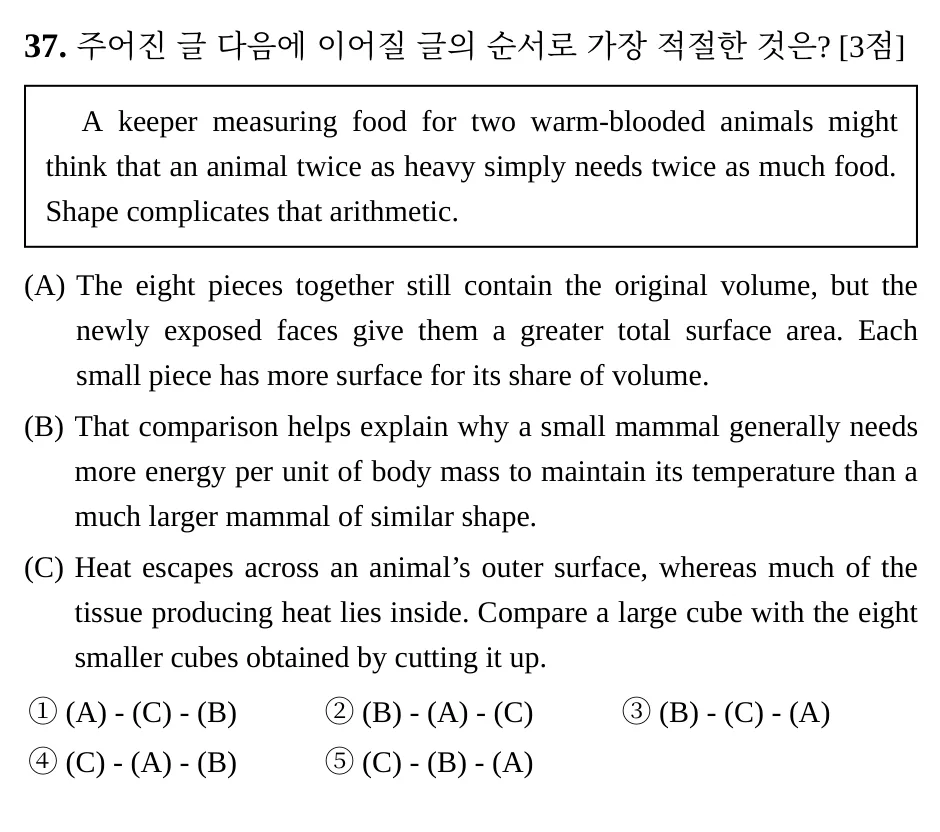 37. 주어진 글 다음에 이어질 글의 순서로 가장 적절한 것은? [3점]
A keeper measuring food for two warm-blooded animals might
think that an animal twice as heavy simply needs twice as much food.
Shape complicates that arithmetic.
(A) The eight pieces together still contain the original volume, but the
newly exposed faces give them a greater total surface area. Each
small piece has more surface for its share of volume.
(B) That comparison helps explain why a small mammal generally needs
more energy per unit of body mass to maintain its temperature than a
much larger mammal of similar shape.
(C) Heat escapes across an animal’s outer surface, whereas much of the
tissue producing heat lies inside. Compare a large cube with the eight
smaller cubes obtained by cutting it up.
① (A) - (C) - (B) ② (B) - (A) - (C) ③ (B) - (C) - (A)
④ (C) - (A) - (B) ⑤ (C) - (B) - (A)